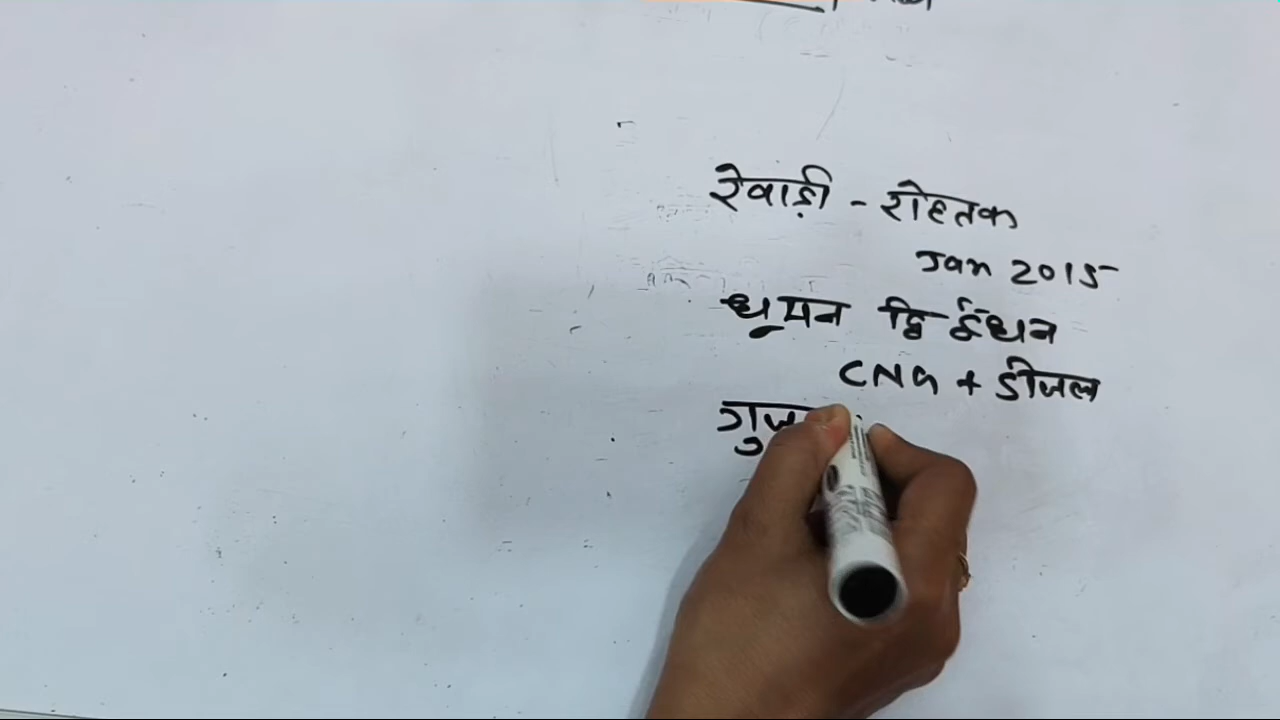 रेवाड़ी - रोहतक
Jan 2015
धूमन द्वि ईंधन
CNG + डीजल